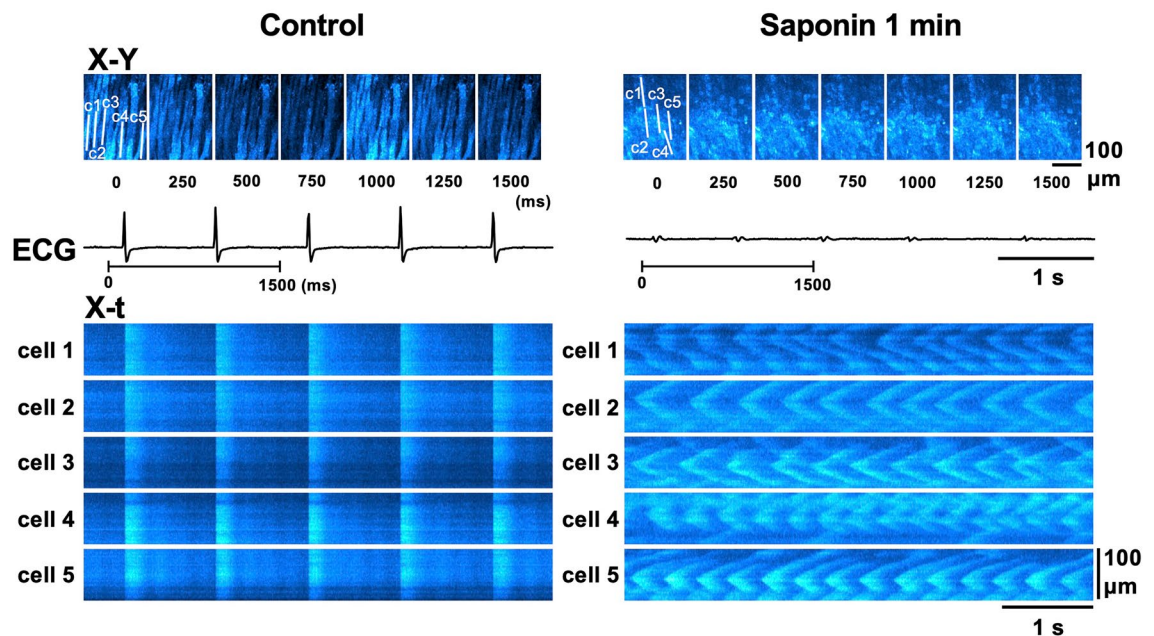 Control
Saponin 1 min
X-Y
c1 c3
c4 c5
c2
c1 c3
c5
c2 c4
0 250 500 750 1000 1250 1500
(ms)
0 250 500 750 1000 1250 1500
100
µm
ECG
0 1500 (ms)
0 1500
1 s
X-t
cell 1
cell 2
cell 3
cell 4
cell 5
cell 1
cell 2
cell 3
cell 4
cell 5
100
µm
1 s